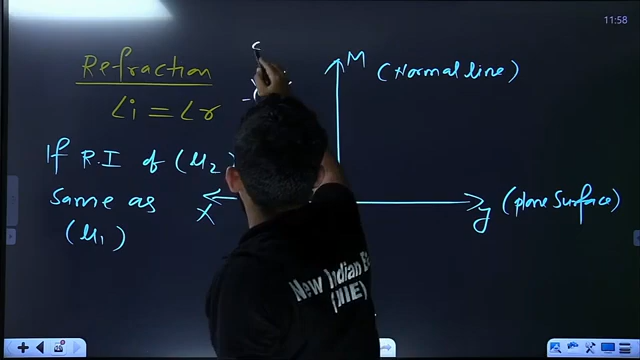 11:58
Refraction
∠i = ∠r
If R.I of (μ2)
Same as
(μ1)
M (Normal line)
X
y (plane Surface)
New Indian E
(NIE)